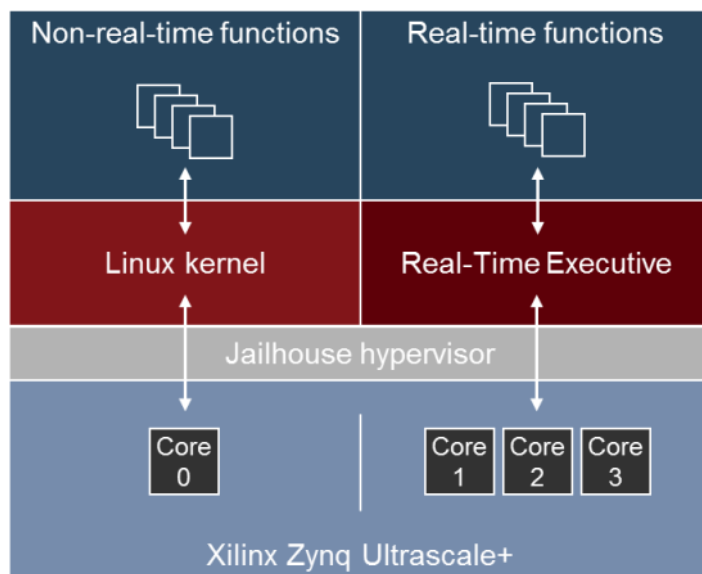 Non-real-time functions
Real-time functions
Linux kernel
Real-Time Executive
Jailhouse hypervisor
Core
0
Core
1
Core
2
Core
3
Xilinx Zynq Ultrascale+